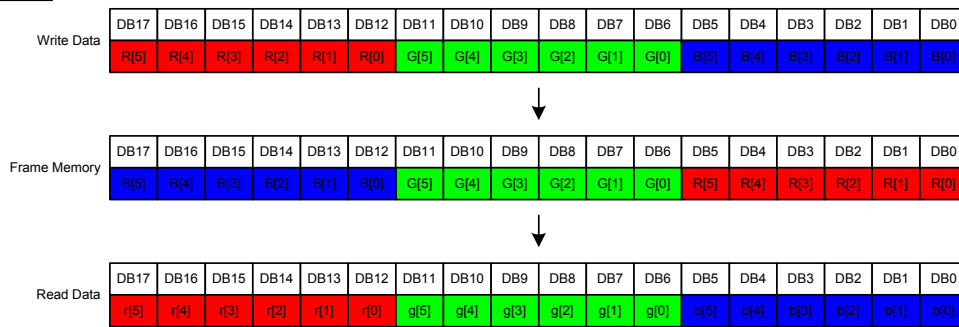 DB17 DB16 DB15 DB14 DB13 DB12 DB11 DB10 DB9 DB8 DB7 DB6 DB5 DB4 DB3 DB2 DB1 DB0
Write Data
R[5] R[4] R[3] R[2] R[1] R[0] G[5] G[4] G[3] G[2] G[1] G[0] B[5] B[4] B[3] B[2] B[1] B[0]
DB17 DB16 DB15 DB14 DB13 DB12 DB11 DB10 DB9 DB8 DB7 DB6 DB5 DB4 DB3 DB2 DB1 DB0
Frame Memory
B[5] B[4] B[3] B[2] B[1] B[0] G[5] G[4] G[3] G[2] G[1] G[0] R[5] R[4] R[3] R[2] R[1] R[0]
DB17 DB16 DB15 DB14 DB13 DB12 DB11 DB10 DB9 DB8 DB7 DB6 DB5 DB4 DB3 DB2 DB1 DB0
Read Data
r[5] r[4] r[3] r[2] r[1] r[0] g[5] g[4] g[3] g[2] g[1] g[0] b[5] b[4] b[3] b[2] b[1] b[0]